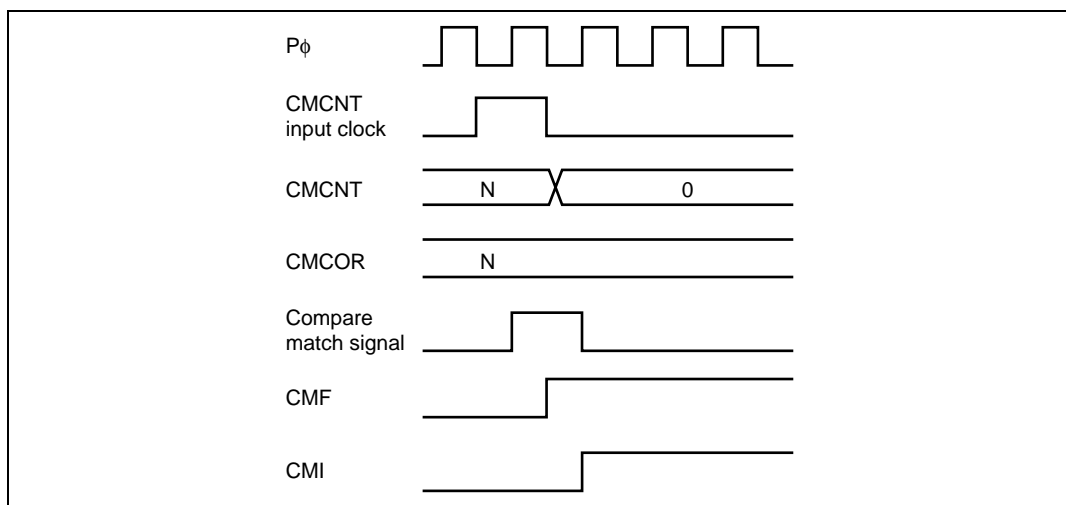 Pφ
CMCNT
input clock
CMCNT
N
0
CMCOR
N
Compare
match signal
CMF
CMI